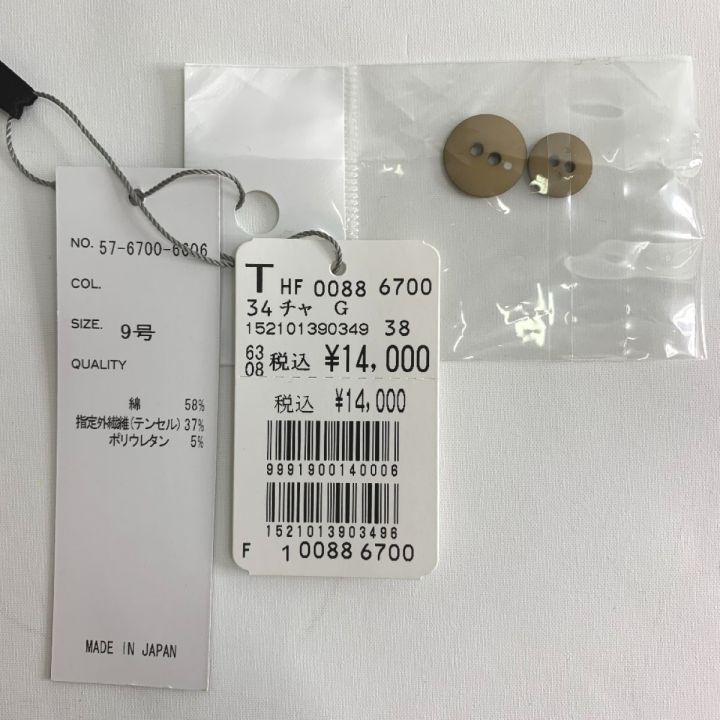 NO. 57-6700-6606
COL.
SIZE. 9号
QUALITY
綿 58%
指定外繊維(テンセル) 37%
ポリウレタン 5%
MADE IN JAPAN
T HF 0088 6700
34 チャ G
152101390349 38
63
08 税込 ¥14,000
税込 ¥14,000
9991900140006
1521013903496
F 1 0088 6700